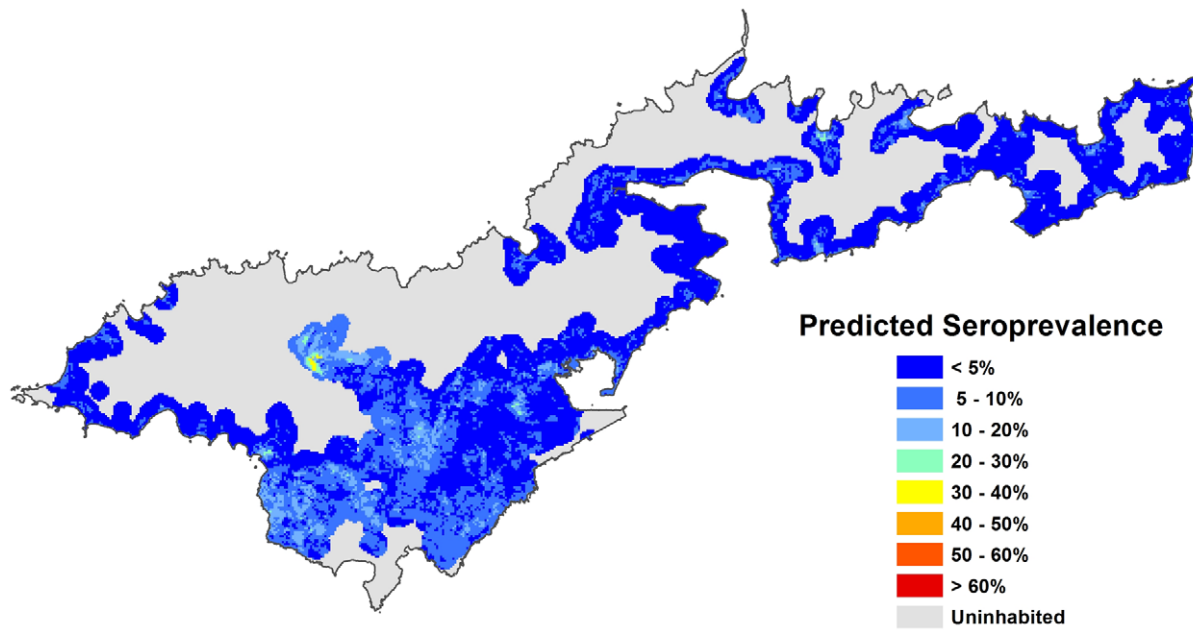 Predicted Seroprevalence
< 5%
5 - 10%
10 - 20%
20 - 30%
30 - 40%
40 - 50%
50 - 60%
> 60%
Uninhabited